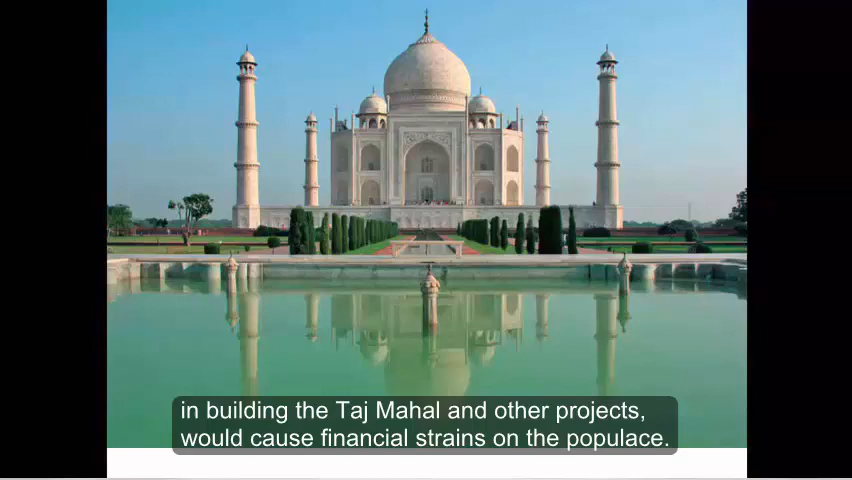 in building the Taj Mahal and other projects,
would cause financial strains on the populace.